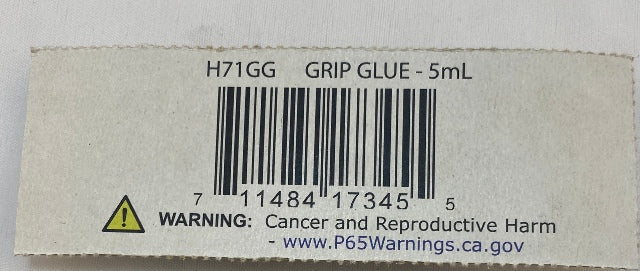 H71GG GRIP GLUE - 5mL
7 11484 17345 5
WARNING: Cancer and Reproductive Harm
- www.P65Warnings.ca.gov